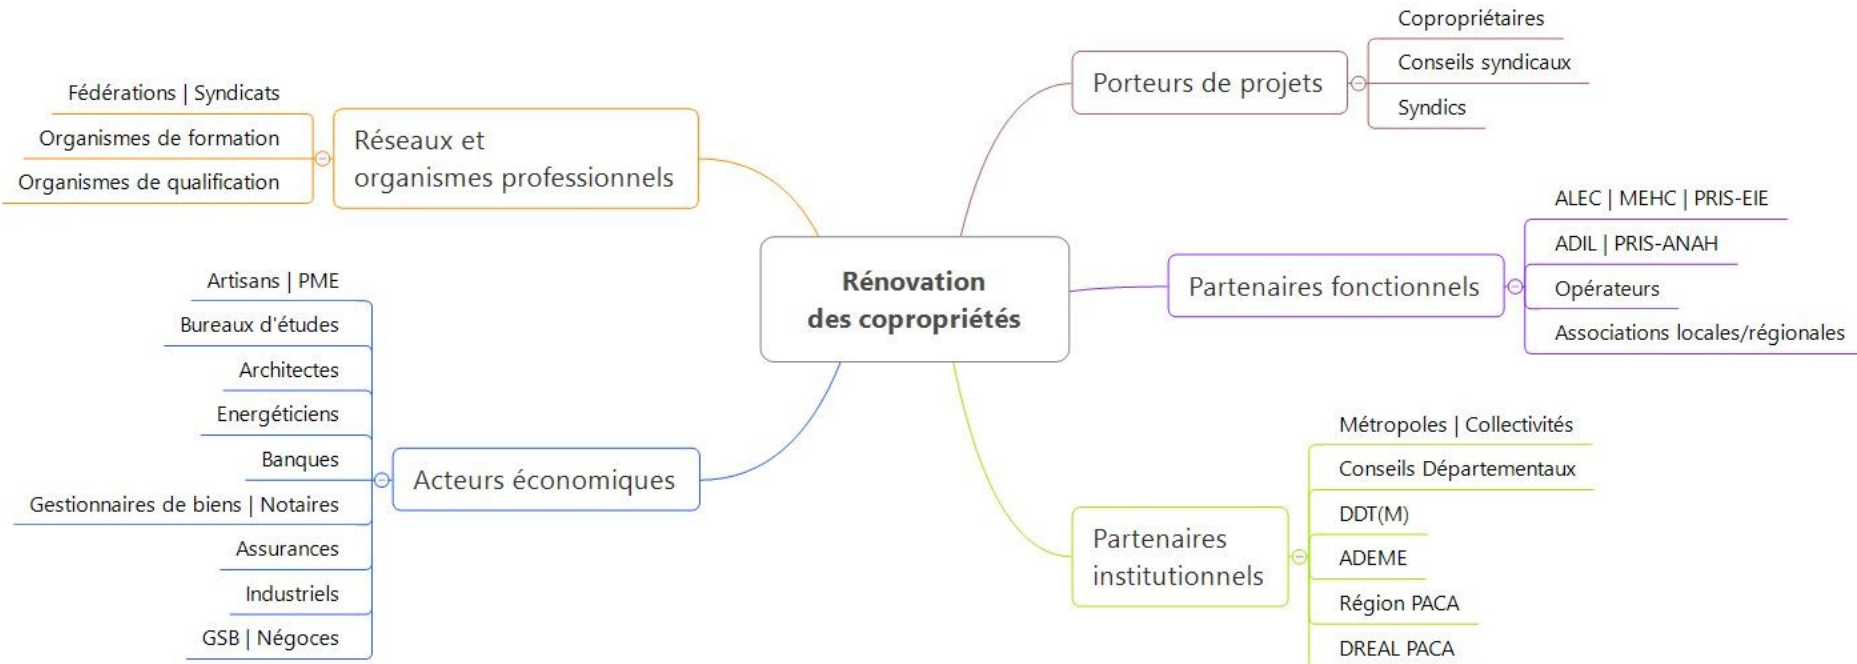 Rénovation
des copropriétés
Porteurs de projets
Copropriétaires
Conseils syndicaux
Syndics
Partenaires fonctionnels
ALEC | MEHC | PRIS-EIE
ADIL | PRIS-ANAH
Opérateurs
Associations locales/régionales
Partenaires
institutionnels
Métropoles | Collectivités
Conseils Départementaux
DDT(M)
ADEME
Région PACA
DREAL PACA
Réseaux et
organismes professionnels
Fédérations | Syndicats
Organismes de formation
Organismes de qualification
Acteurs économiques
Artisans | PME
Bureaux d'études
Architectes
Energéticiens
Banques
Gestionnaires de biens | Notaires
Assurances
Industriels
GSB | Négoces